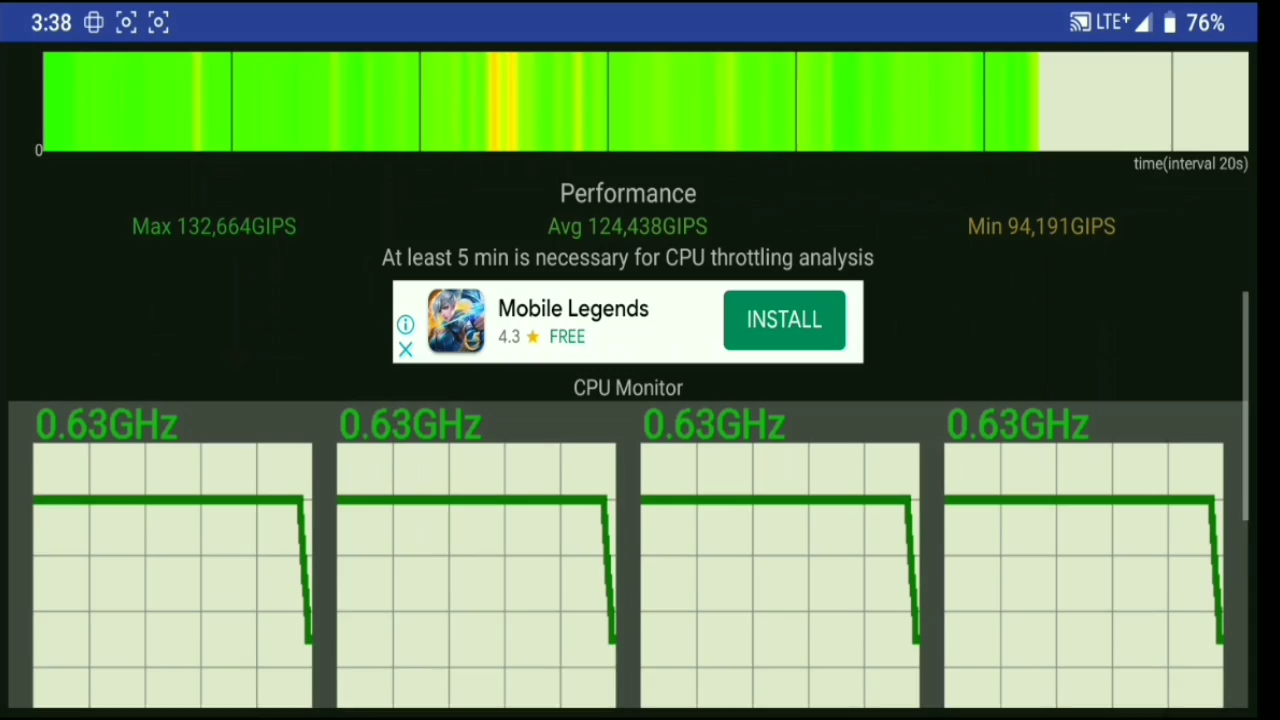 3:38 LTE+ 76%
0
time(interval 20s)
Performance
Max 132,664GIPS Avg 124,438GIPS Min 94,191GIPS
At least 5 min is necessary for CPU throttling analysis
Mobile Legends
4.3 ★ FREE
INSTALL
CPU Monitor
0.63GHz 0.63GHz 0.63GHz 0.63GHz